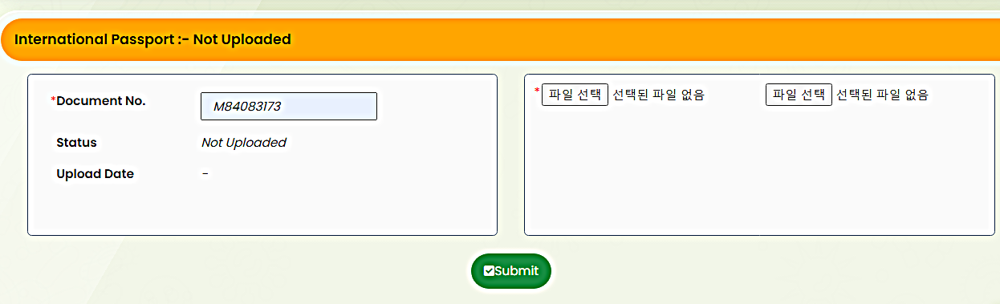 International Passport :- Not Uploaded
*Document No. M84083173
Status Not Uploaded
Upload Date -
* 파일 선택 선택된 파일 없음 파일 선택 선택된 파일 없음
Submit